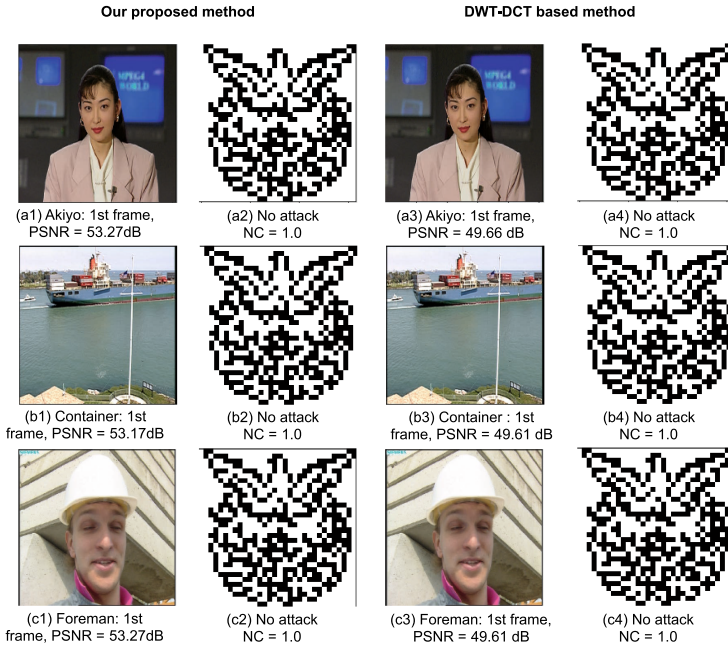 Our proposed method
DWT-DCT based method
MPEG4
WORLD
MPEG4
WORLD
(a1) Akiyo: 1st frame,
PSNR = 53.27dB
(a2) No attack
NC = 1.0
(a3) Akiyo: 1st frame,
PSNR = 49.66 dB
(a4) No attack
NC = 1.0
(b1) Container: 1st
frame, PSNR = 53.17dB
(b2) No attack
NC = 1.0
(b3) Container : 1st
frame, PSNR = 49.61 dB
(b4) No attack
NC = 1.0
(c1) Foreman: 1st
frame, PSNR = 53.27dB
(c2) No attack
NC = 1.0
(c3) Foreman: 1st frame,
PSNR = 49.61 dB
(c4) No attack
NC = 1.0